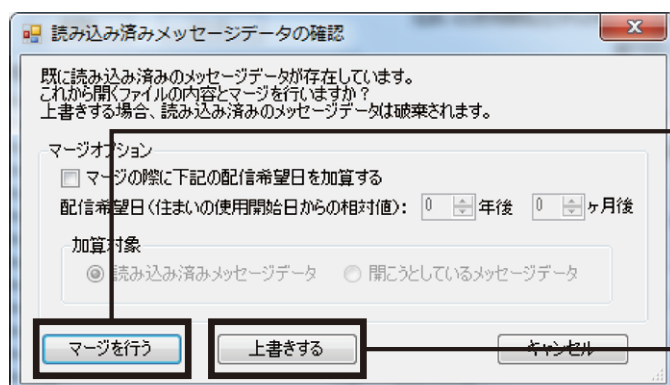 読み込み済みメッセージデータの確認
既に読み込み済みのメッセージデータが存在しています。
これから開くファイルの内容とマージを行いますか?
上書きする場合、読み込み済みのメッセージデータは破棄されます。
マージオプション
マージの際に下記の配信希望日を加算する
配信希望日(住まいの使用開始日からの相対値): 0 年後 0 ヶ月後
加算対象
読み込み済みメッセージデータ 開こうとしているメッセージデータ
マージを行う 上書きする キャンセル